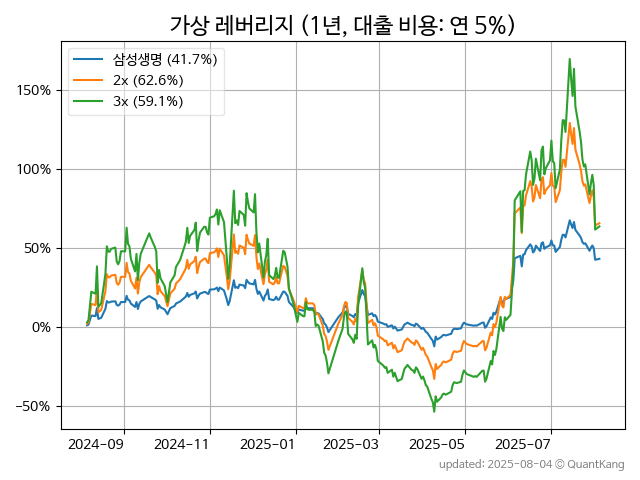 가상 레버리지 (1년, 대출 비용: 연 5%)
삼성생명 (41.7%)
2x (62.6%)
3x (59.1%)
150%
100%
50%
0%
−50%
2024-09 2024-11 2025-01 2025-03 2025-05 2025-07
updated: 2025-08-04 © QuantKang